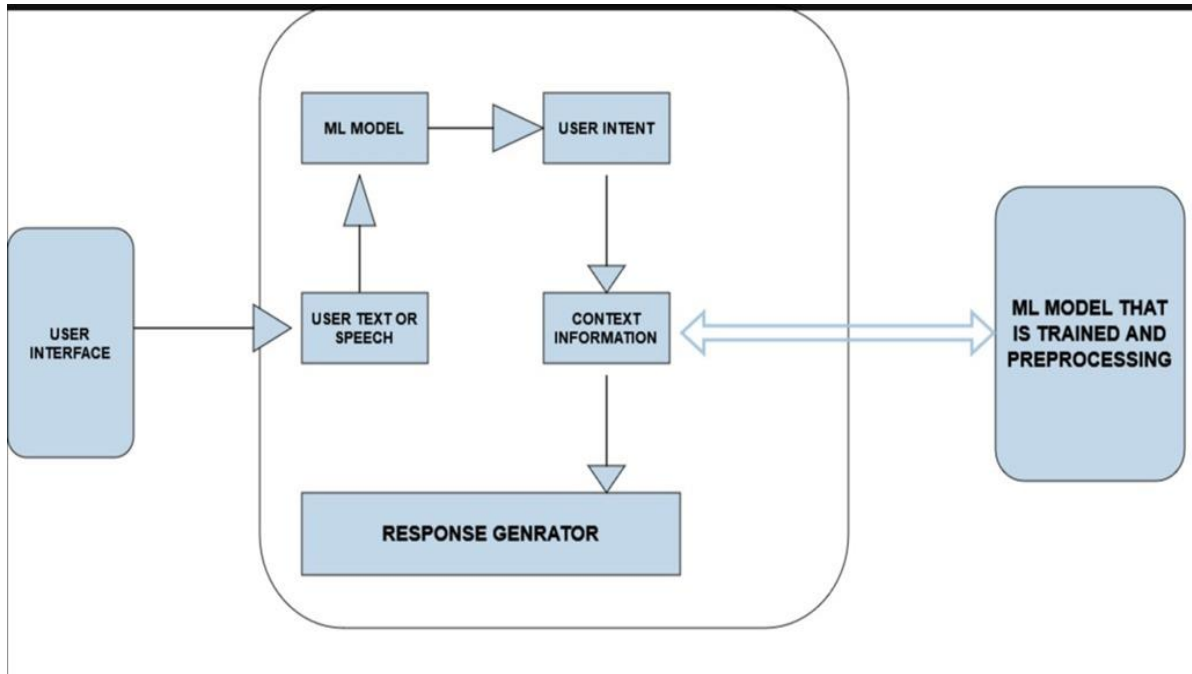 ML MODEL
USER INTENT
USER
INTERFACE
USER TEXT OR
SPEECH
CONTEXT
INFORMATION
ML MODEL THAT
IS TRAINED AND
PREPROCESSING
RESPONSE GENRATOR